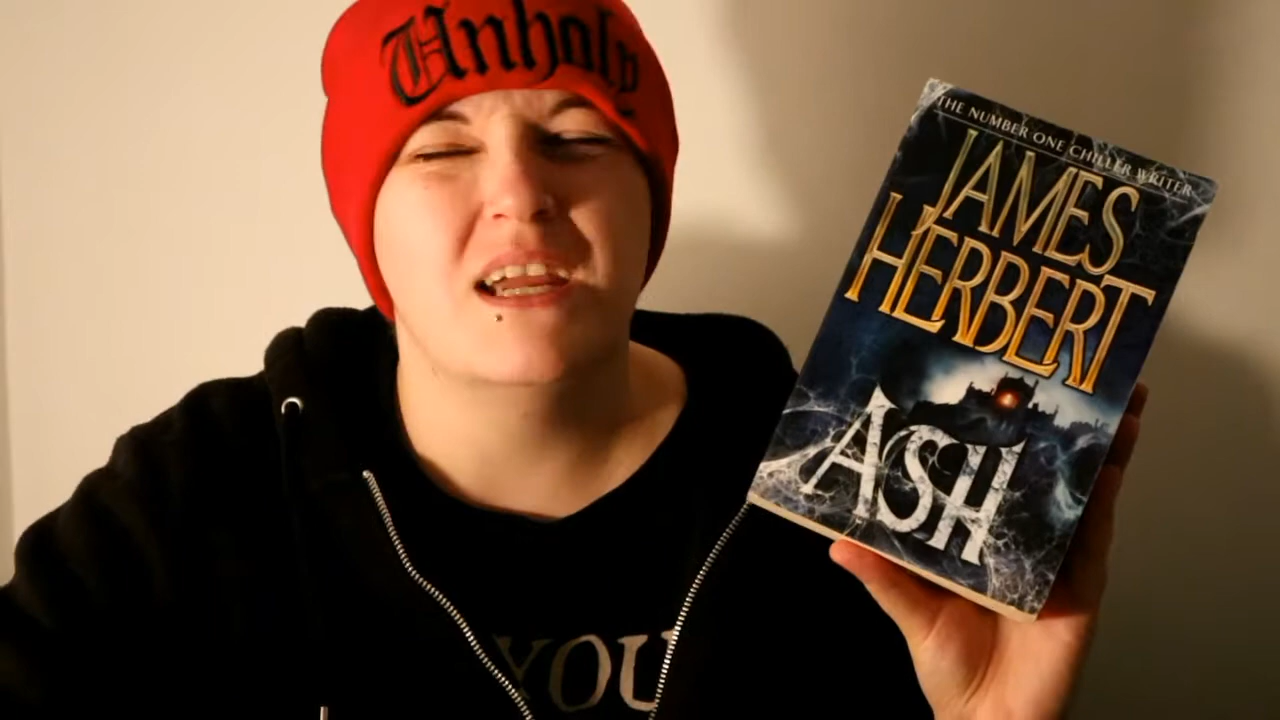 Unholy
THE NUMBER ONE CHILLER WRITER
JAMES
HERBERT
ASH
YOU